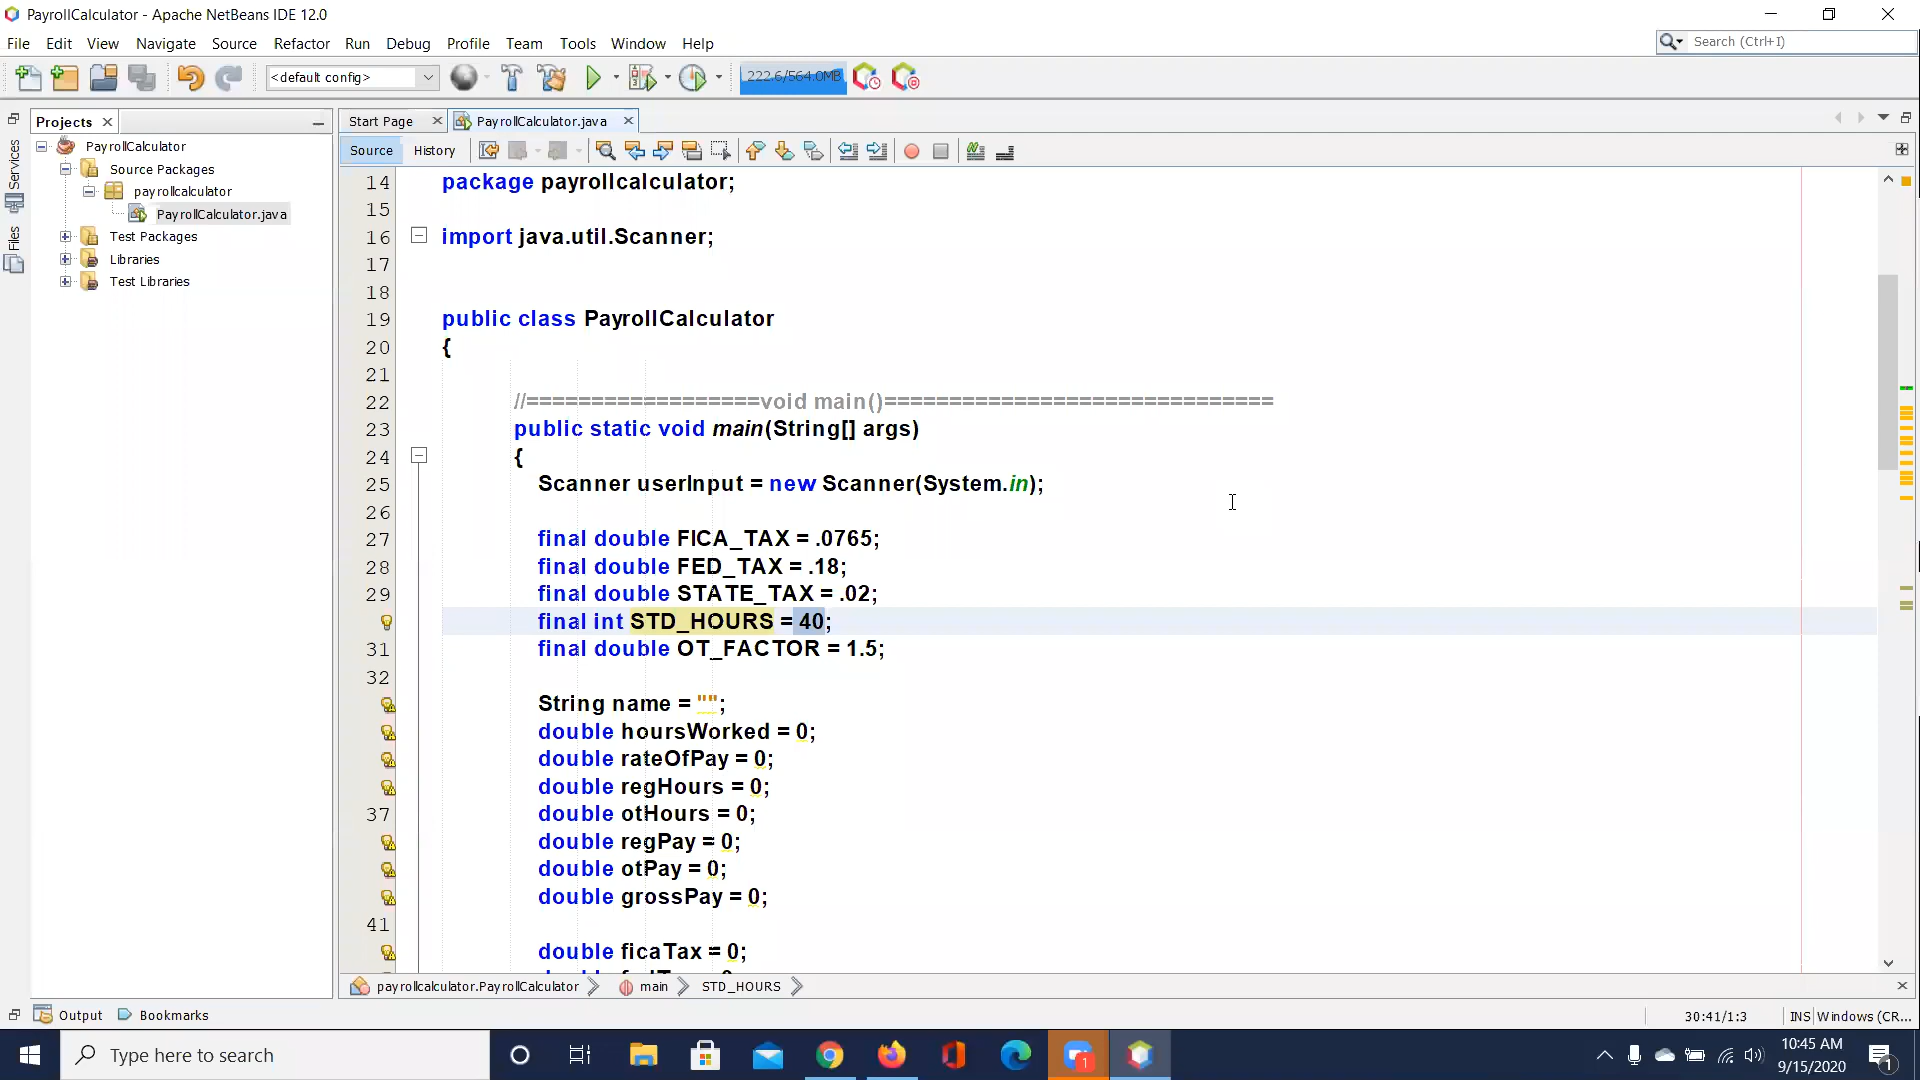 PayrollCalculator - Apache NetBeans IDE 12.0
File Edit View Navigate Source Refactor Run Debug Profile Team Tools Window Help
Search (Ctrl+I)
<default config>
222.6/564.0MB
Projects
Start Page
PayrollCalculator.java
Services
Files
PayrollCalculator
Source Packages
payrollcalculator
PayrollCalculator.java
Test Packages
Libraries
Test Libraries
Source History
14 package payrollcalculator;
15
16 import java.util.Scanner;
17
18
19 public class PayrollCalculator
20 {
21
22 //==================void main()==============================
23 public static void main(String[] args)
24 {
25 Scanner userInput = new Scanner(System.in);
26
27 final double FICA_TAX = .0765;
28 final double FED_TAX = .18;
29 final double STATE_TAX = .02;
final int STD_HOURS = 40;
31 final double OT_FACTOR = 1.5;
32
String name = "";
double hoursWorked = 0;
double rateOfPay = 0;
double regHours = 0;
37 double otHours = 0;
double regPay = 0;
double otPay = 0;
double grossPay = 0;
41
double ficaTax = 0;
payrollcalculator.PayrollCalculator main STD_HOURS
Output Bookmarks
30:41/1:3 INS Windows (CR...
Type here to search
1
10:45 AM
9/15/2020
1